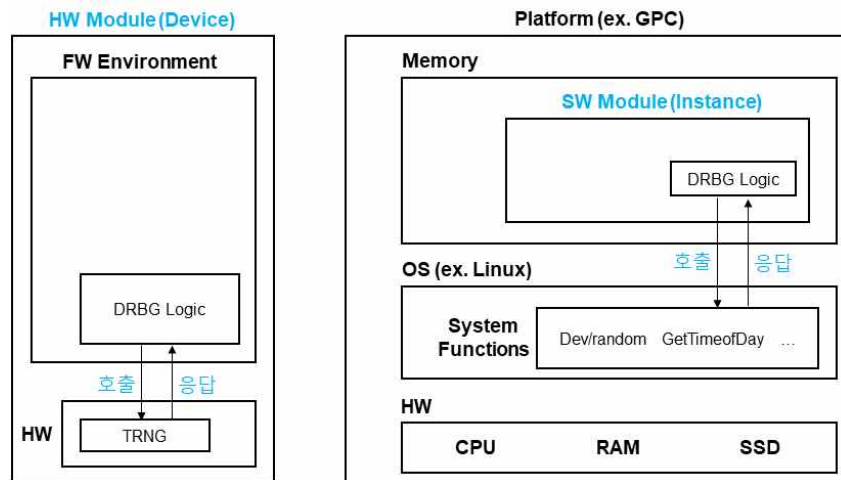 HW Module(Device)
FW Environment
DRBG Logic
호출
응답
HW
TRNG
Platform (ex. GPC)
Memory
SW Module(Instance)
DRBG Logic
호출
응답
OS (ex. Linux)
System
Functions
Dev/random GetTimeofDay ...
HW
CPU RAM SSD